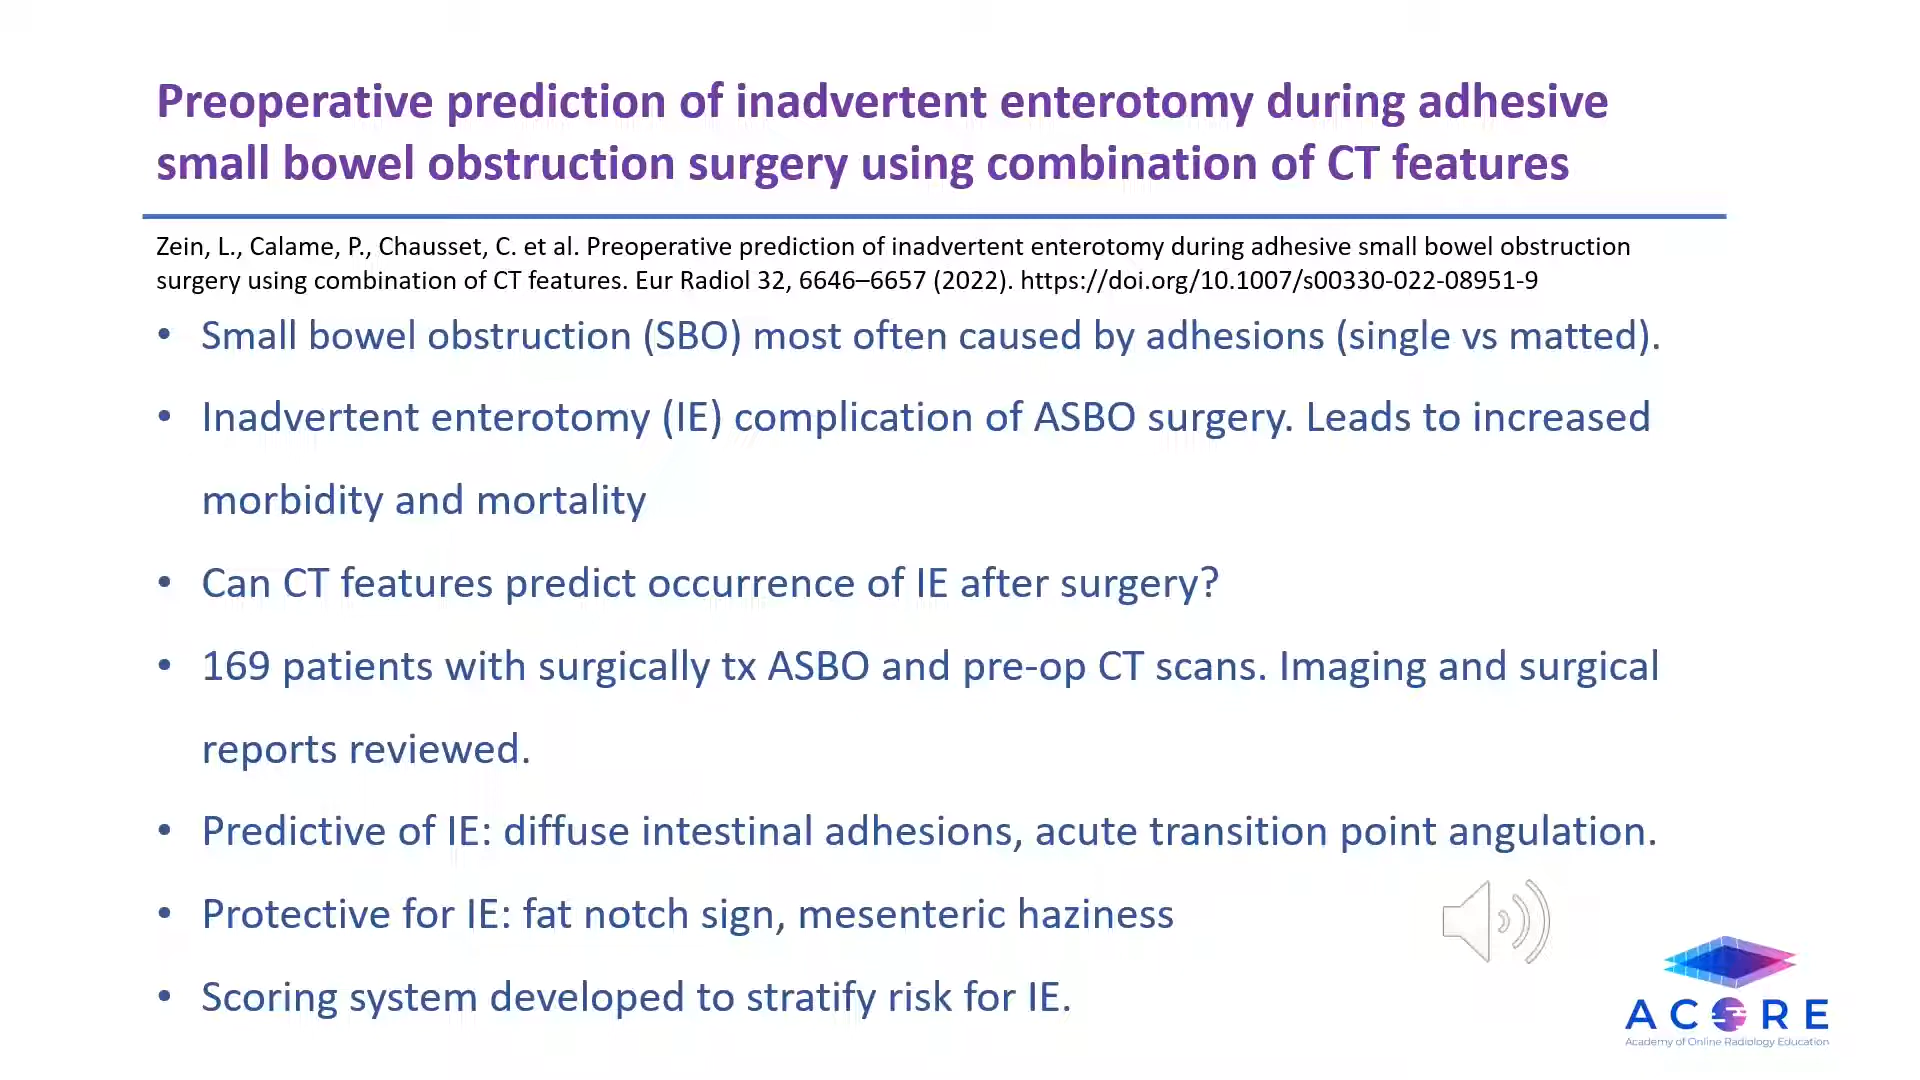 Preoperative prediction of inadvertent enterotomy during adhesive
small bowel obstruction surgery using combination of CT features
Zein, L., Calame, P., Chausset, C. et al. Preoperative prediction of inadvertent enterotomy during adhesive small bowel obstruction
surgery using combination of CT features. Eur Radiol 32, 6646–6657 (2022). https://doi.org/10.1007/s00330-022-08951-9
• Small bowel obstruction (SBO) most often caused by adhesions (single vs matted).
• Inadvertent enterotomy (IE) complication of ASBO surgery. Leads to increased
morbidity and mortality
• Can CT features predict occurrence of IE after surgery?
• 169 patients with surgically tx ASBO and pre-op CT scans. Imaging and surgical
reports reviewed.
• Predictive of IE: diffuse intestinal adhesions, acute transition point angulation.
• Protective for IE: fat notch sign, mesenteric haziness
• Scoring system developed to stratify risk for IE.
ACORE
Academy of Online Radiology Education